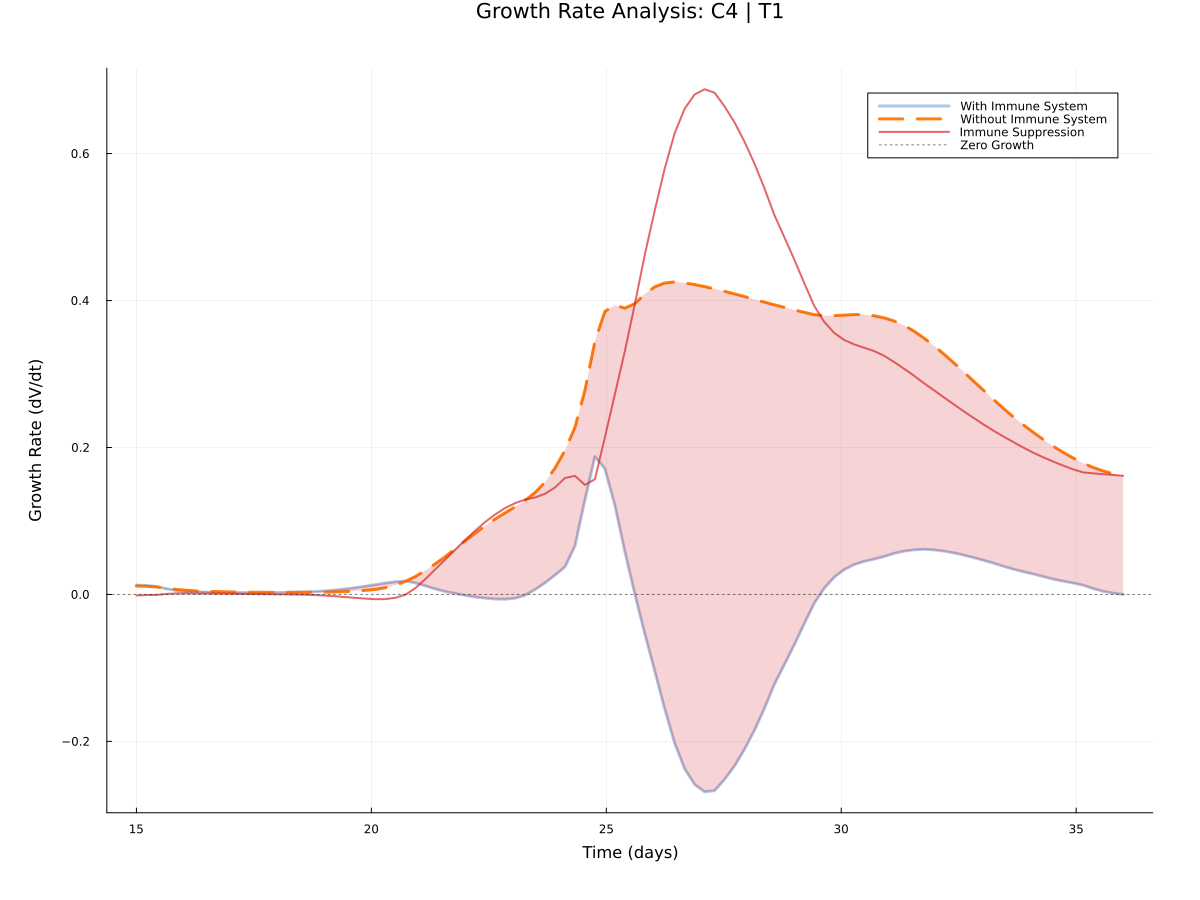 Growth Rate Analysis: C4 | T1
With Immune System
Without Immune System
Immune Suppression
Zero Growth
Growth Rate (dV/dt)
0.6
0.4
0.2
0.0
−0.2
15 20 25 30 35
Time (days)